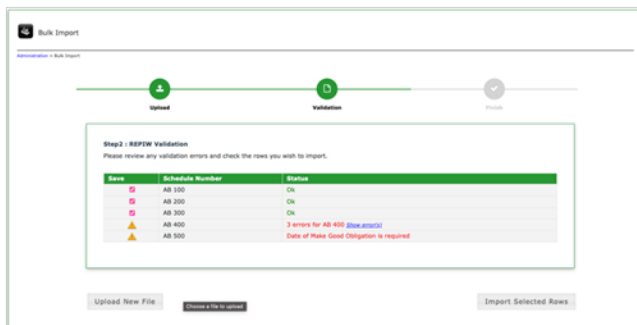 Bulk Import
Administration > Bulk Import
Upload
Validation
Finish
Step2 : REPIW Validation
Please review any validation errors and check the rows you wish to import.
Save Schedule Number Status
AB 100 Ok
AB 200 Ok
AB 300 Ok
AB 400 3 errors for AB 400 Show error(s)
AB 500 Date of Make Good Obligation is required
Upload New File
Choose a file to upload
Import Selected Rows